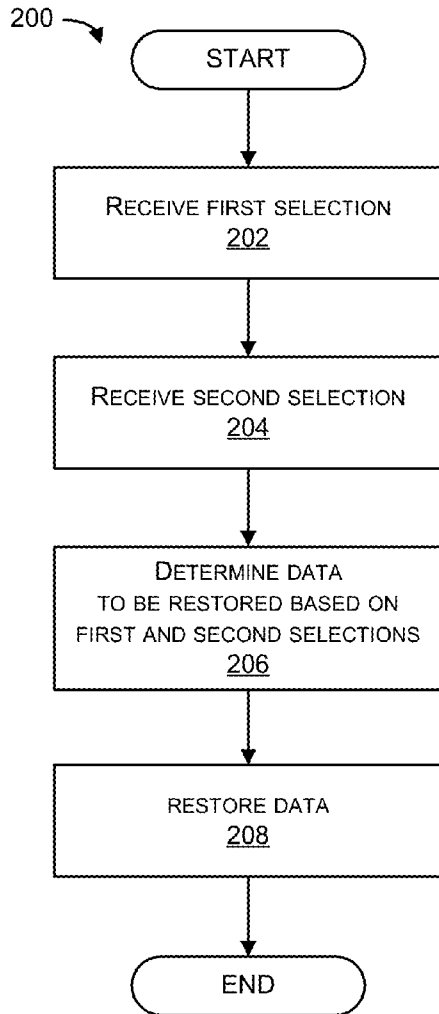 200
START
RECEIVE FIRST SELECTION
202
RECEIVE SECOND SELECTION
204
DETERMINE DATA
TO BE RESTORED BASED ON
FIRST AND SECOND SELECTIONS
206
RESTORE DATA
208
END